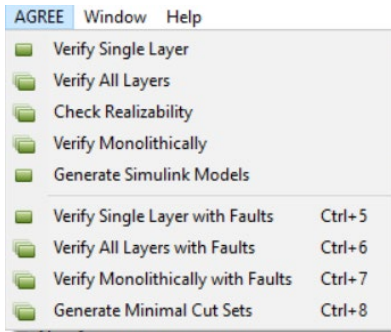 AGREE Window Help
Verify Single Layer
Verify All Layers
Check Realizability
Verify Monolithically
Generate Simulink Models
Verify Single Layer with Faults Ctrl+5
Verify All Layers with Faults Ctrl+6
Verify Monolithically with Faults Ctrl+7
Generate Minimal Cut Sets Ctrl+8